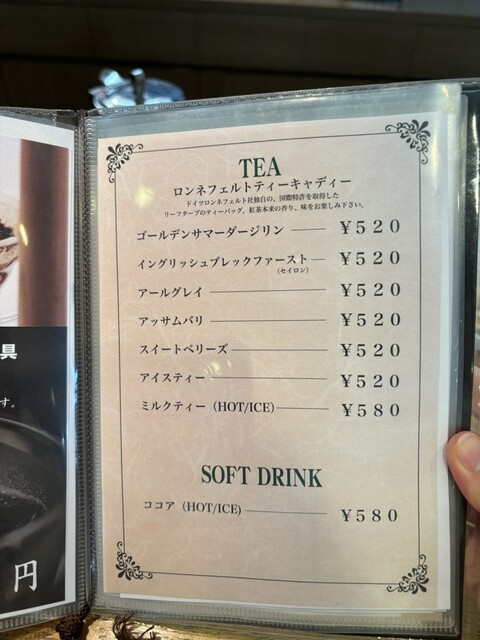 TEA
ロンネフェルトティーキャディー
ドイツロンネフェルト社独自の、国際特許を取得した
リーフタープのティーバッグ。紅茶本来の香り、味をお楽しみ下さい。
ゴールデンサマーダージリン ¥520
イングリッシュブレックファースト ¥520
(セイロン)
アールグレイ ¥520
アッサムバリ ¥520
スイートベリーズ ¥520
アイスティー ¥520
ミルクティー (HOT/ICE) ¥580
SOFT DRINK
ココア (HOT/ICE) ¥580
具
す。
円